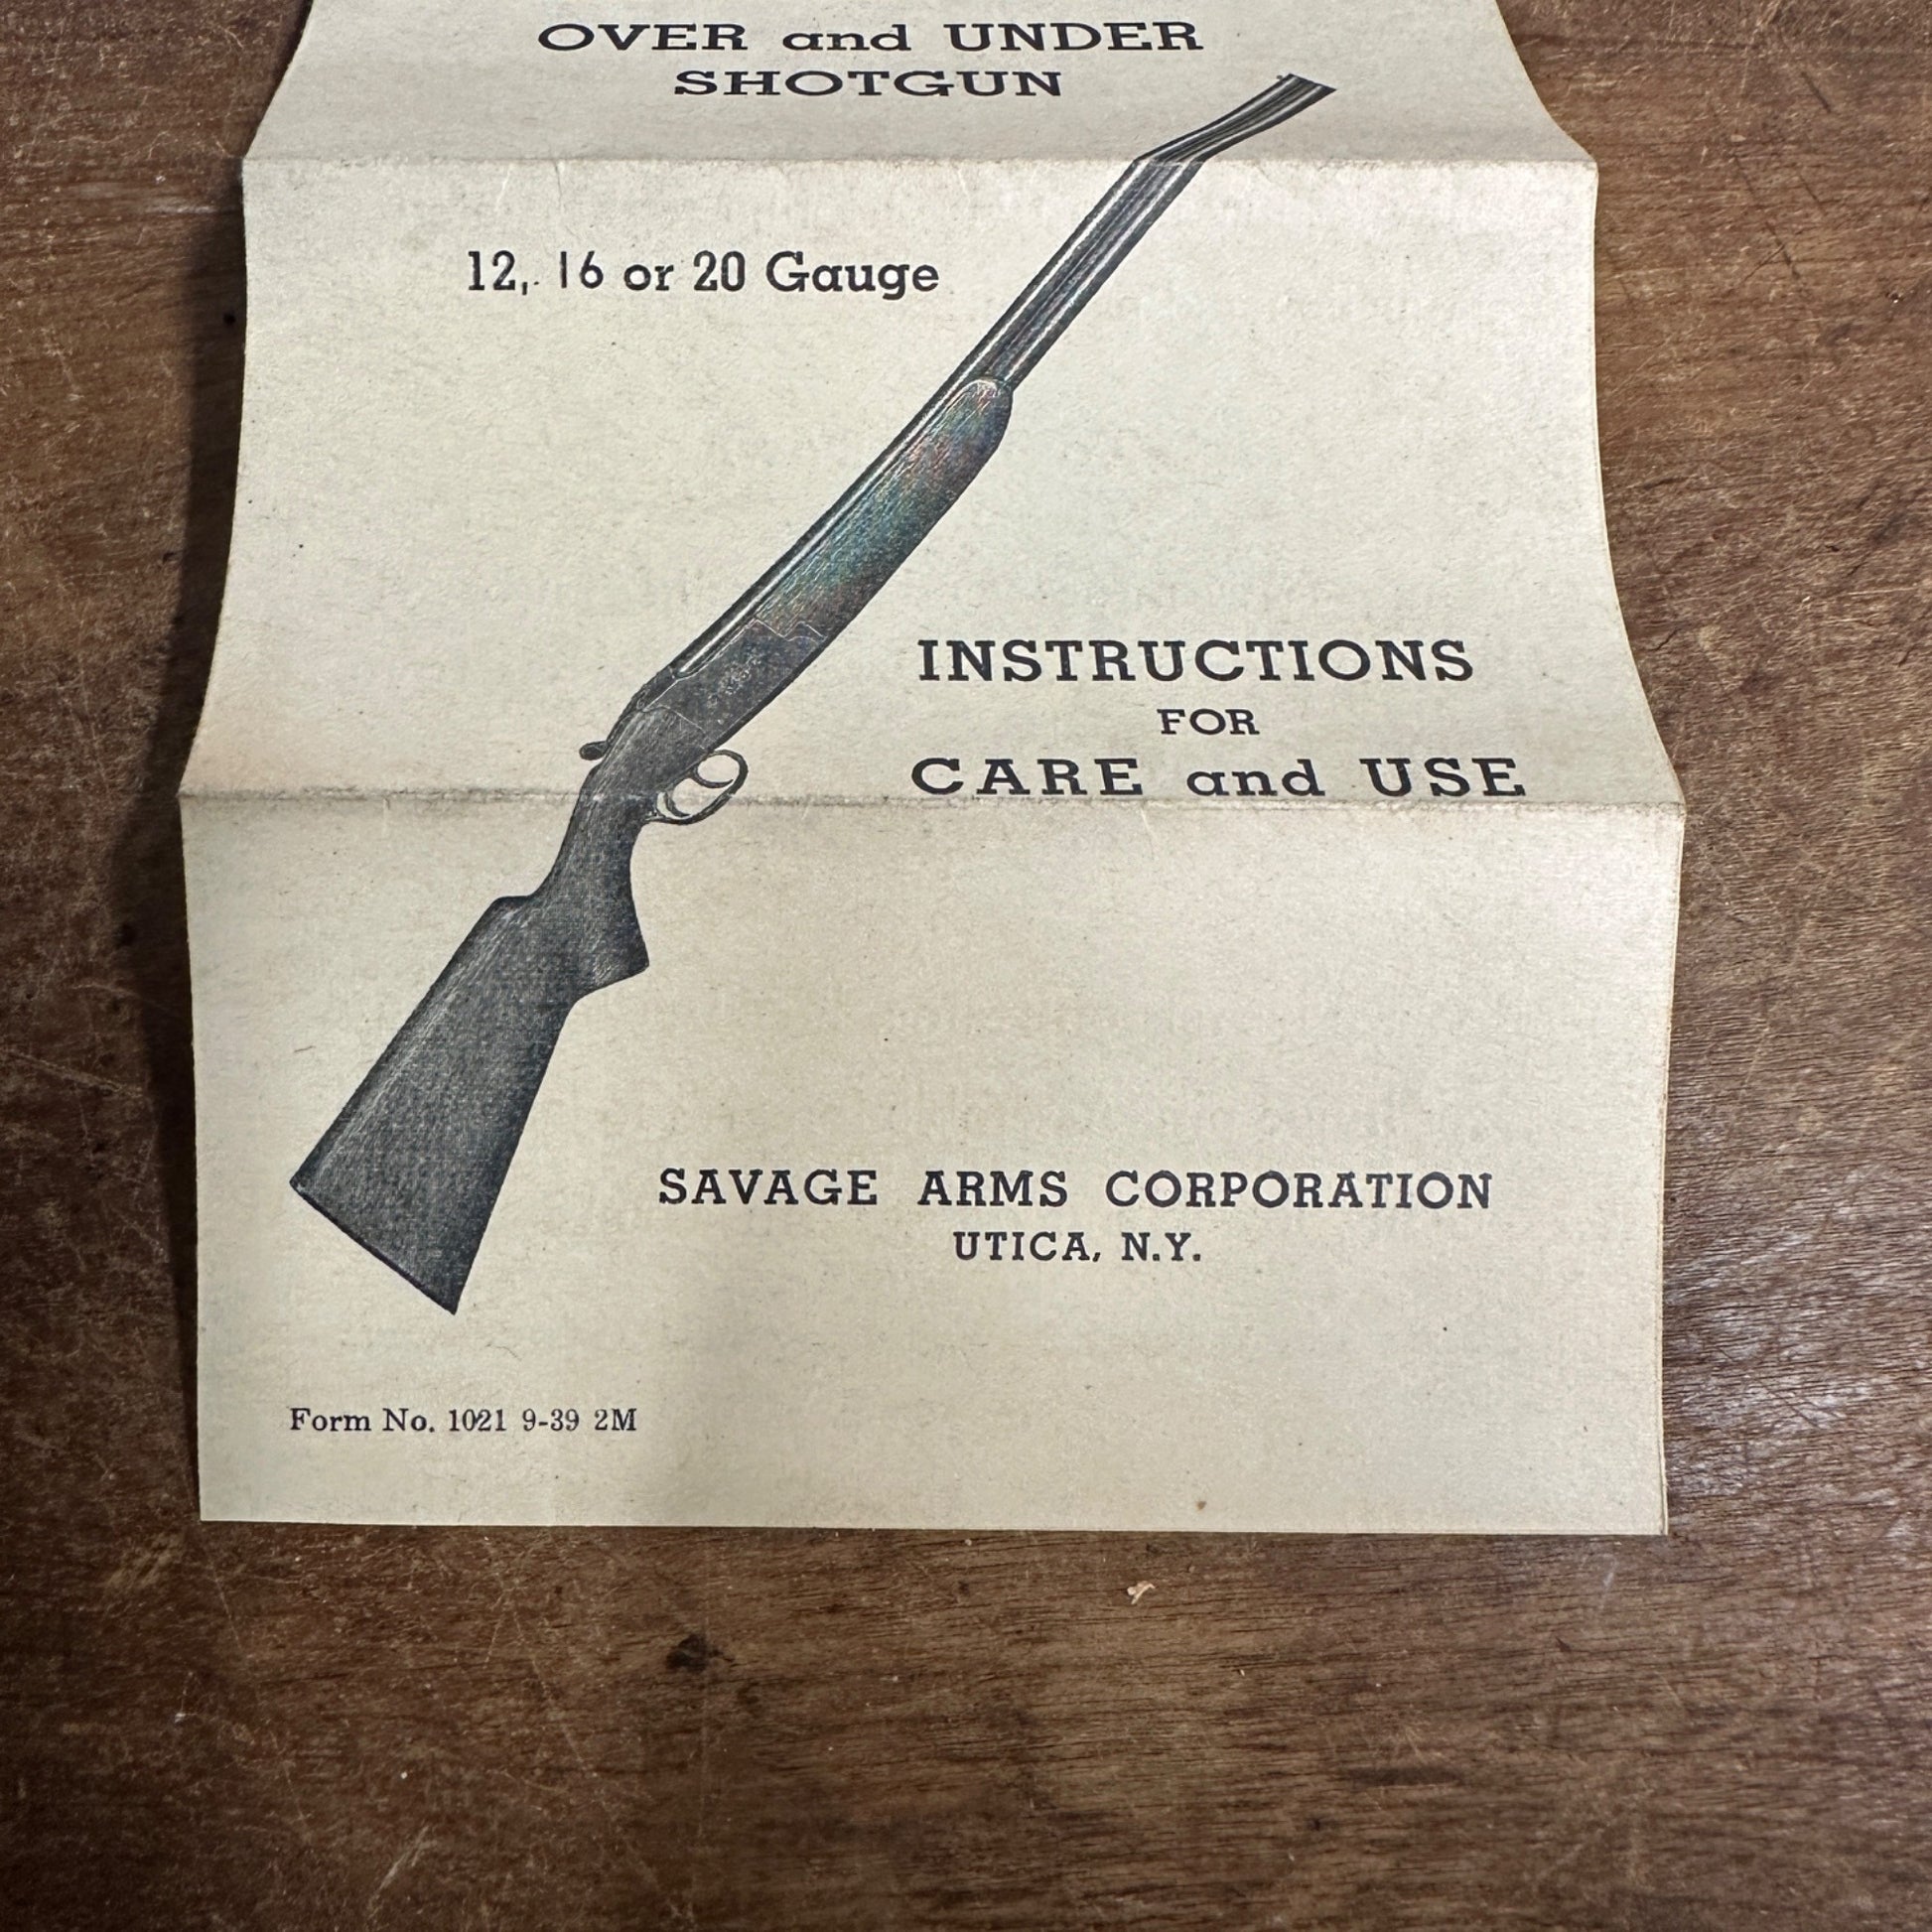 OVER and UNDER
SHOTGUN
12, 16 or 20 Gauge
INSTRUCTIONS
FOR
CARE and USE
SAVAGE ARMS CORPORATION
UTICA, N.Y.
Form No. 1021 9-39 2M